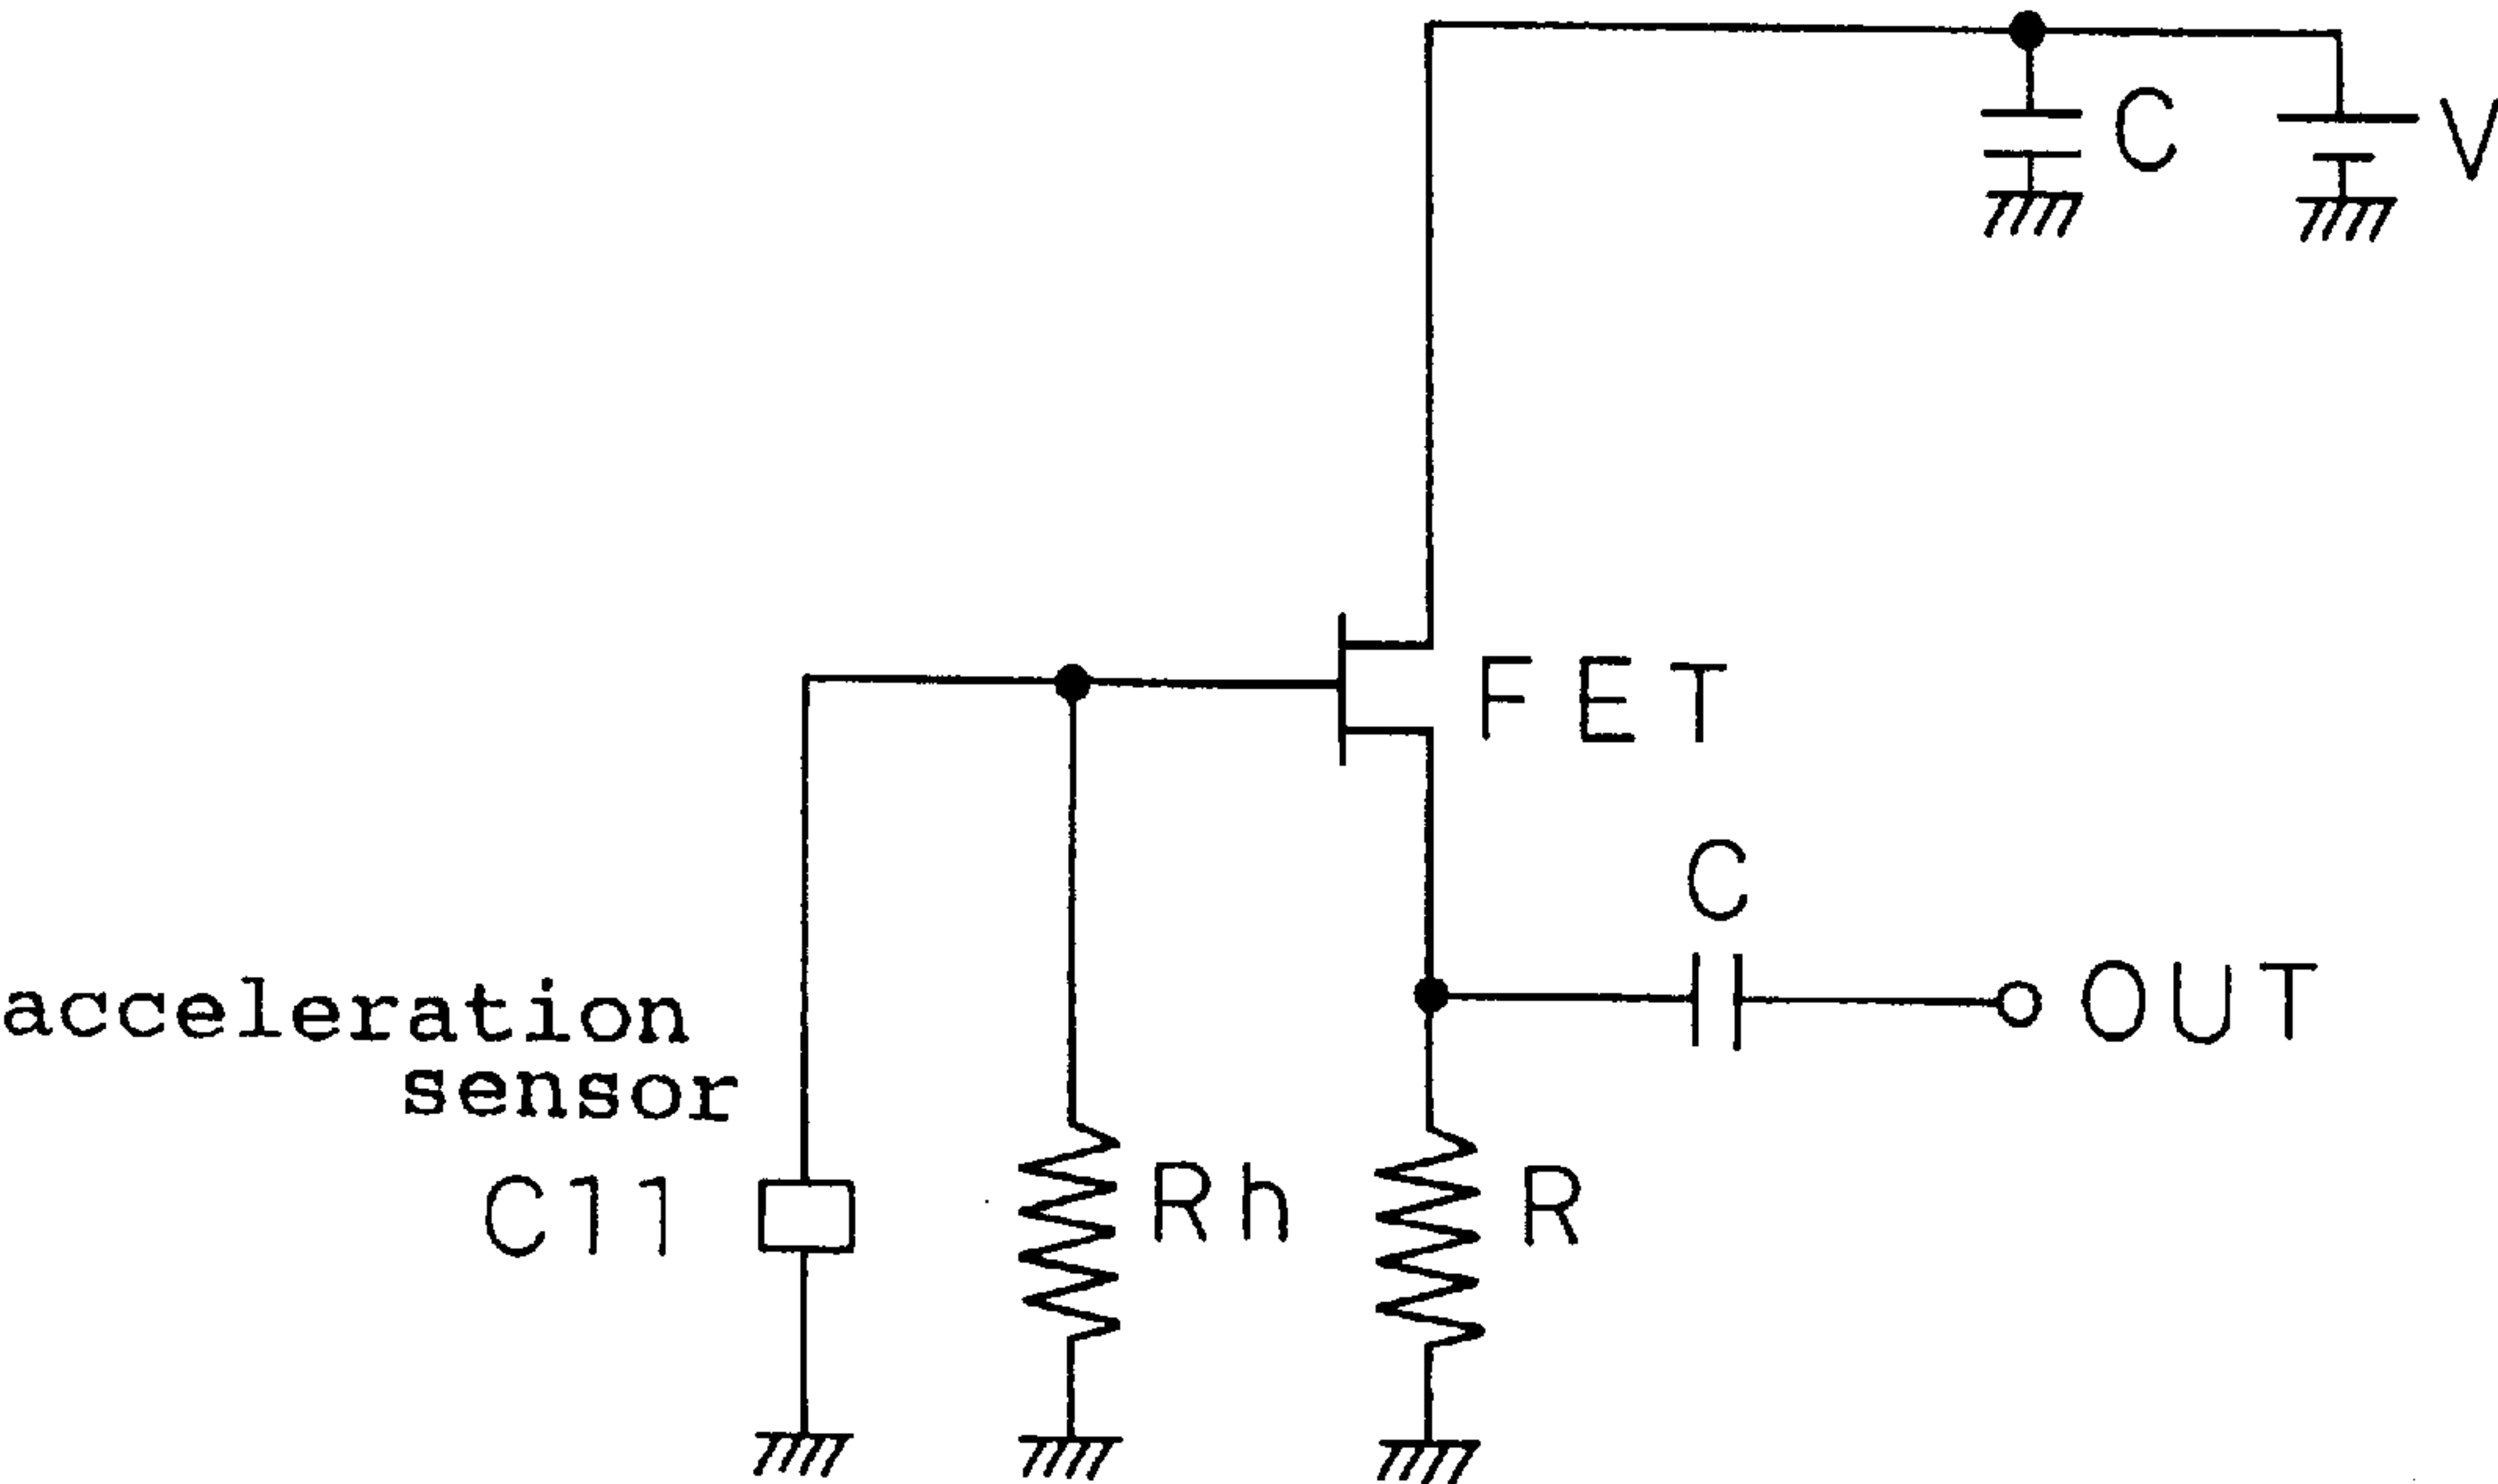 C
V
FET
C
OUT
acceleration
sensor
C11
Rh
R